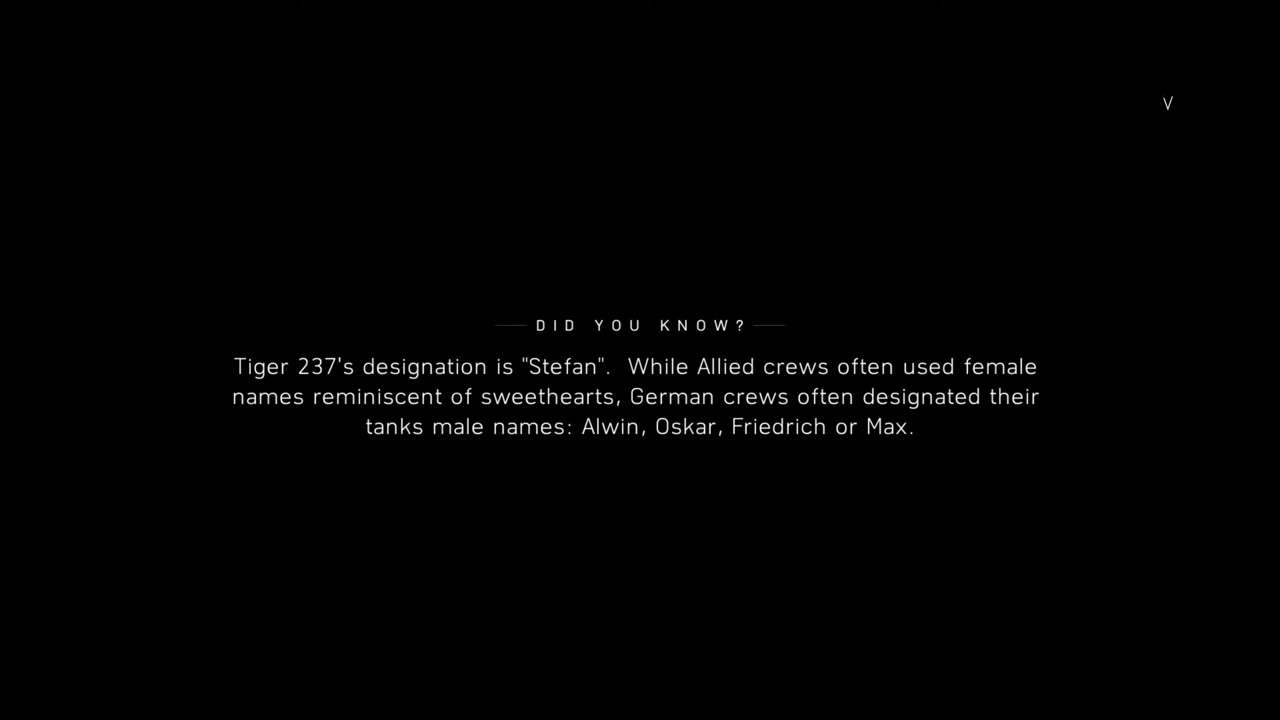 V
DID YOU KNOW?
Tiger 237's designation is "Stefan".  While Allied crews often used female
names reminiscent of sweethearts, German crews often designated their
tanks male names: Alwin, Oskar, Friedrich or Max.